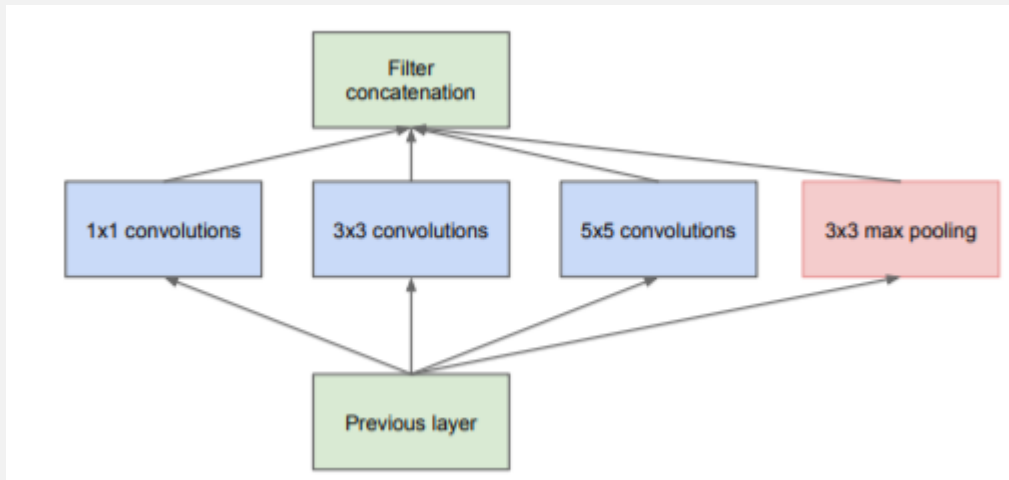 Filter
concatenation
1x1 convolutions
3x3 convolutions
5x5 convolutions
3x3 max pooling
Previous layer